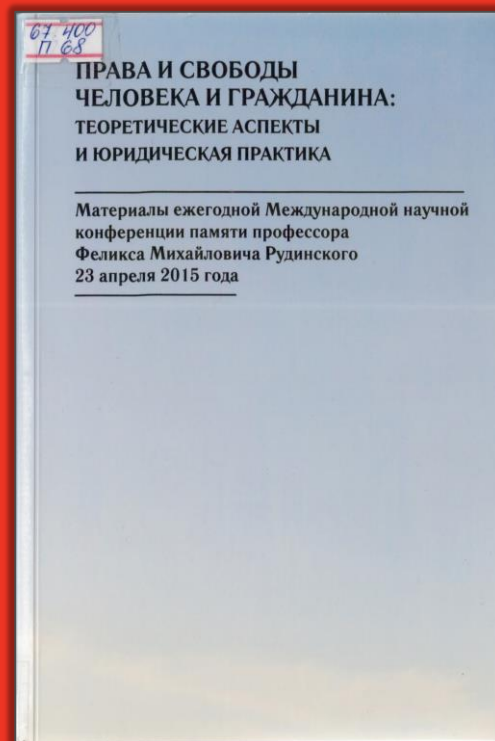 67.400
П 68
ПРАВА И СВОБОДЫ
ЧЕЛОВЕКА И ГРАЖДАНИНА:
ТЕОРЕТИЧЕСКИЕ АСПЕКТЫ
И ЮРИДИЧЕСКАЯ ПРАКТИКА
Материалы ежегодной Международной научной
конференции памяти профессора
Феликса Михайловича Рудинского
23 апреля 2015 года